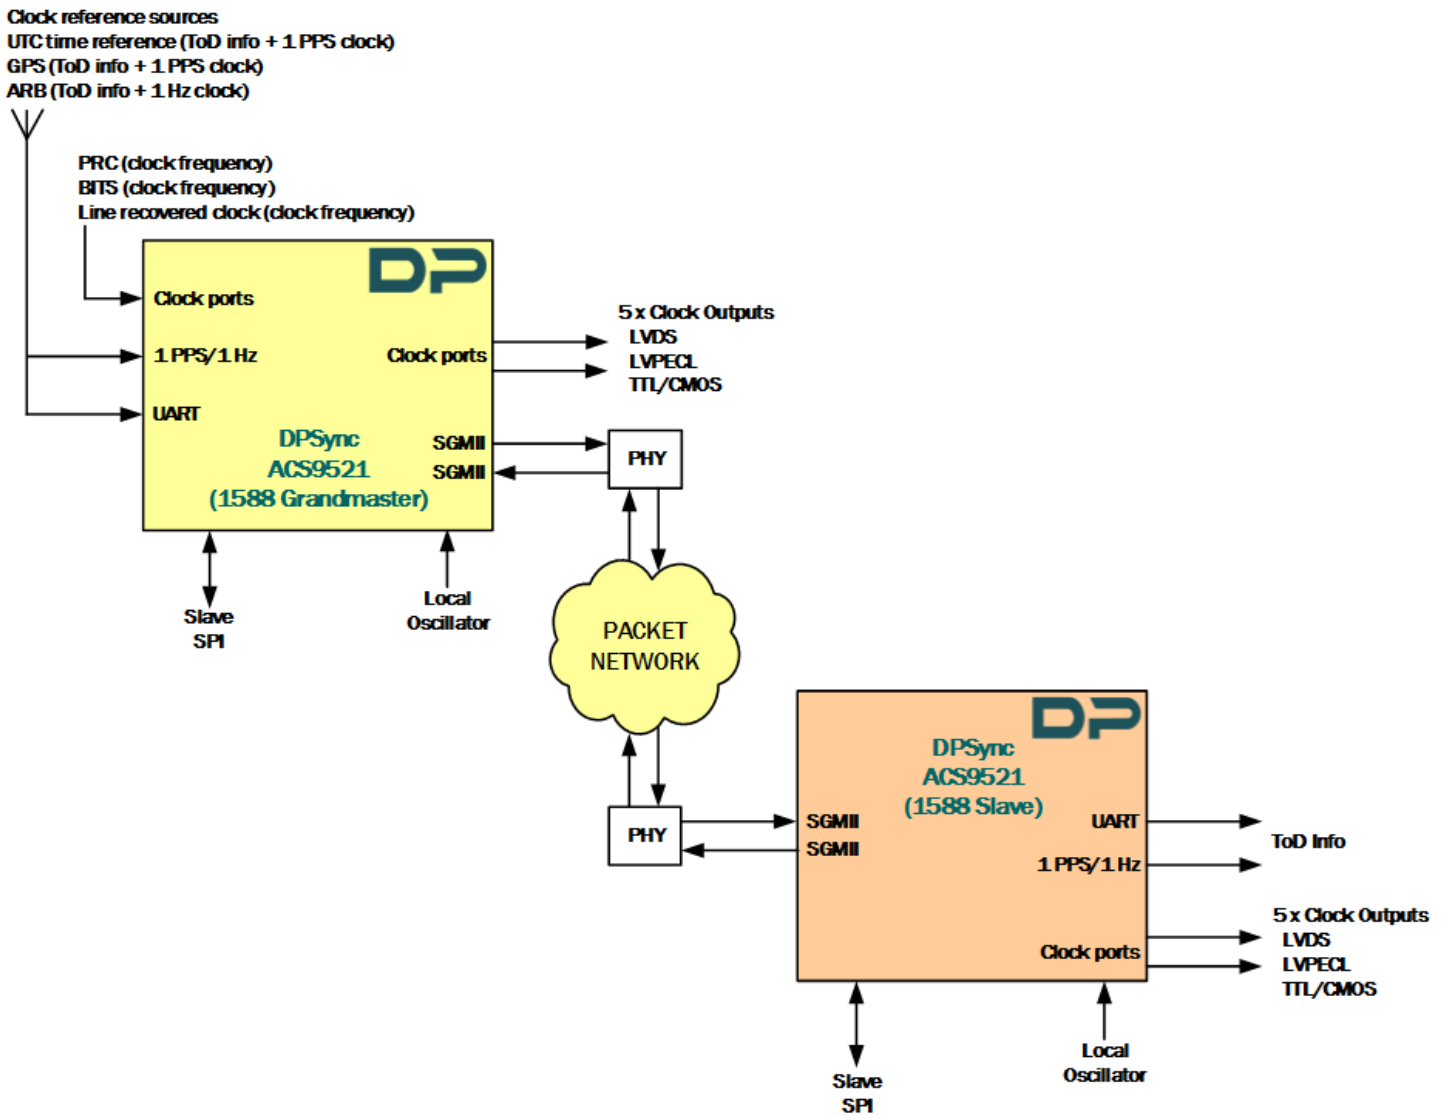 Clock reference sources
UTC time reference (ToD info + 1 PPS clock)
GPS (ToD info + 1 PPS clock)
ARB (ToD info + 1 Hz clock)
PRC (clock frequency)
BITS (clock frequency)
Line recovered clock (clock frequency)
DP
Clock ports
1 PPS/1 Hz
UART
Clock ports
SGMII
SGMII
DPSync
ACS9521
(1588 Grandmaster)
5 x Clock Outputs
LVDS
LVPECL
TTL/CMOS
PHY
Slave
SPI
Local
Oscillator
PACKET
NETWORK
PHY
DP
DPSync
ACS9521
(1588 Slave)
SGMII
SGMII
UART
1 PPS/1 Hz
Clock ports
ToD Info
5 x Clock Outputs
LVDS
LVPECL
TTL/CMOS
Slave
SPI
Local
Oscillator